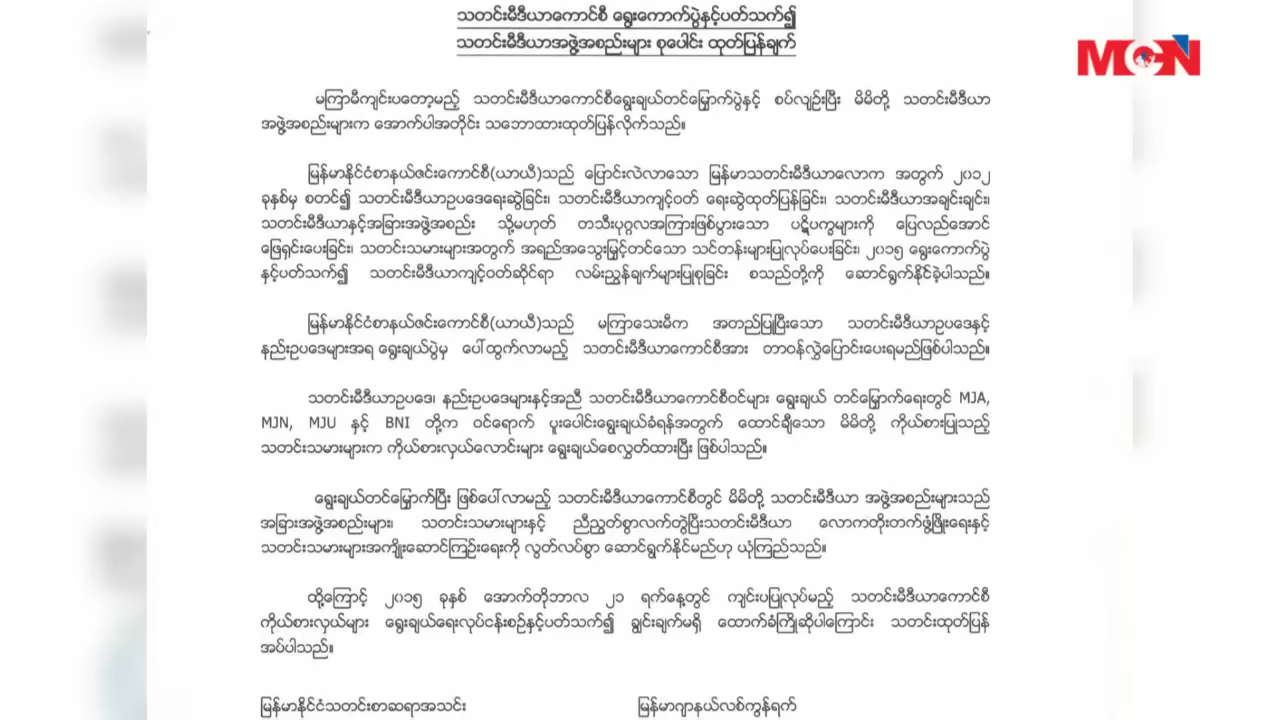 သတင်းမီဒီယာကောင်စီ ရွေးကောက်ပွဲနှင့်ပတ်သက်၍
သတင်းမီဒီယာအဖွဲ့အစည်းများ စုပေါင်း ထုတ်ပြန်ချက်
MCN
မကြာမီကျင်းပတော့မည့် သတင်းမီဒီယာကောင်စီရွေးချယ်တင်မြှောက်ပွဲနှင့် စပ်လျဉ်းပြီး မိမိတို့ သတင်းမီဒီယာ
အဖွဲ့အစည်းများက အောက်ပါအတိုင်း သဘောထားထုတ်ပြန်လိုက်သည်။
မြန်မာနိုင်ငံစာနယ်ဇင်းကောင်စီ(ယာယီ)သည် ပြောင်းလဲလာသော မြန်မာသတင်းမီဒီယာလောက အတွက် ၂၀၁၂
ခုနှစ်မှ စတင်၍ သတင်းမီဒီယာဥပဒေရေးဆွဲခြင်း၊ သတင်းမီဒီယာကျင့်ဝတ် ရေးဆွဲထုတ်ပြန်ခြင်း၊ သတင်းမီဒီယာအချင်းချင်း၊
သတင်းမီဒီယာနှင့်အခြားအဖွဲ့အစည်း သို့မဟုတ် တသီးပုဂ္ဂလအကြားဖြစ်ပွားသော ပဋိပက္ခများကို ပြေလည်အောင်
ဖြေရှင်းပေးခြင်း၊ သတင်းသမားများအတွက် အရည်အသွေးမြှင့်တင်သော သင်တန်းများပြုလုပ်ပေးခြင်း၊ ၂၀၁၅ ရွေးကောက်ပွဲ
နှင့်ပတ်သက်၍ သတင်းမီဒီယာကျင့်ဝတ်ဆိုင်ရာ လမ်းညွှန်ချက်များပြုစုခြင်း စသည်တို့ကို ဆောင်ရွက်နိုင်ခဲ့ပါသည်။
မြန်မာနိုင်ငံစာနယ်ဇင်းကောင်စီ(ယာယီ)သည် မကြာသေးမီက အတည်ပြုပြီးသော သတင်းမီဒီယာဥပဒေနှင့်
နည်းဥပဒေများအရ ရွေးချယ်ပွဲမှ ပေါ်ထွက်လာမည့် သတင်းမီဒီယာကောင်စီအား တာဝန်လွှဲပြောင်းပေးရမည်ဖြစ်ပါသည်။
သတင်းမီဒီယာဥပဒေ၊ နည်းဥပဒေများနှင့်အညီ သတင်းမီဒီယာကောင်စီဝင်များ ရွေးချယ် တင်မြှောက်ရေးတွင် MJA,
MJN, MJU နှင့် BNI တို့က ဝင်ရောက် ပူးပေါင်းရွေးချယ်ခံရန်အတွက် ထောင်ချီသော မိမိတို့ ကိုယ်စားပြုသည့်
သတင်းသမားများက ကိုယ်စားလှယ်လောင်းများ ရွေးချယ်စေလွှတ်ထားပြီး ဖြစ်ပါသည်။
ရွေးချယ်တင်မြှောက်ပြီး ဖြစ်ပေါ်လာမည့် သတင်းမီဒီယာကောင်စီတွင် မိမိတို့ သတင်းမီဒီယာ အဖွဲ့အစည်းများသည်
အခြားအဖွဲ့အစည်းများ၊ သတင်းသမားများနှင့် ညီညွတ်စွာလက်တွဲပြီးသတင်းမီဒီယာ လောကတိုးတက်ဖွံ့ဖြိုးရေးနှင့်
သတင်းသမားများအကျိုးဆောင်ကြဉ်းရေးကို လွတ်လပ်စွာ ဆောင်ရွက်နိုင်မည်ဟု ယုံကြည်သည်။
ထို့ကြောင့် ၂၀၁၅ ခုနှစ် အောက်တိုဘာလ ၂၁ ရက်နေ့တွင် ကျင်းပပြုလုပ်မည့် သတင်းမီဒီယာကောင်စီ
ကိုယ်စားလှယ်များ ရွေးချယ်ရေးလုပ်ငန်းစဉ်နှင့်ပတ်သက်၍ ချွင်းချက်မရှိ ထောက်ခံကြိုဆိုပါကြောင်း သတင်းထုတ်ပြန်
အပ်ပါသည်။
မြန်မာနိုင်ငံသတင်းစာဆရာအသင်း မြန်မာဂျာနယ်လစ်ကွန်ရက်